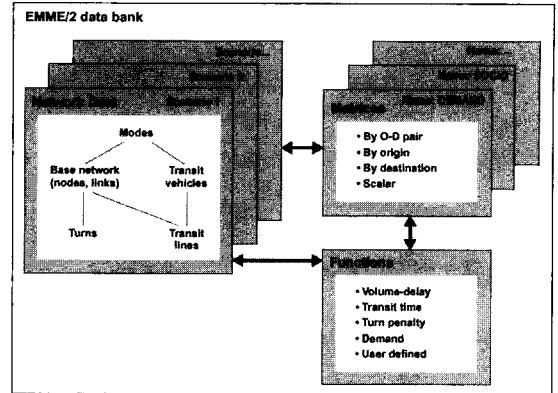 EMME/2 data bank
Network Data
Scenario 1
Modes
Base network
(nodes, links)
Transit
vehicles
Turns
Transit
lines
Matrices
• By O-D pair
• By origin
• By destination
• Scalar
Functions
• Volume-delay
• Transit time
• Turn penalty
• Demand
• User defined